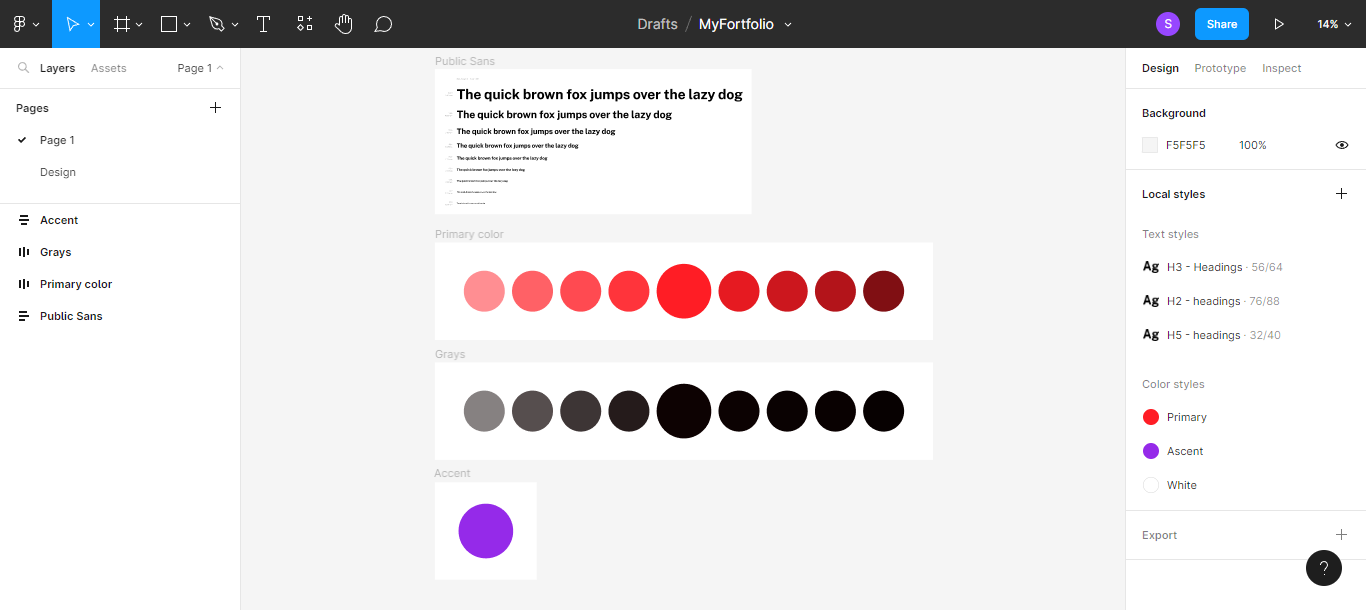 Drafts / MyFortfolio
S
Share
14%
Layers
Assets
Page 1
Pages
Page 1
Design
Accent
Grays
Primary color
Public Sans
Public Sans
The quick brown fox jumps over the lazy dog
The quick brown fox jumps over the lazy dog
The quick brown fox jumps over the lazy dog
The quick brown fox jumps over the lazy dog
The quick brown fox jumps over the lazy dog
The quick brown fox jumps over the lazy dog
Primary color
Grays
Accent
Design
Prototype
Inspect
Background
F5F5F5
100%
Local styles
Text styles
Ag H3 - Headings · 56/64
Ag H2 - headings · 76/88
Ag H5 - headings · 32/40
Color styles
Primary
Ascent
White
Export
?